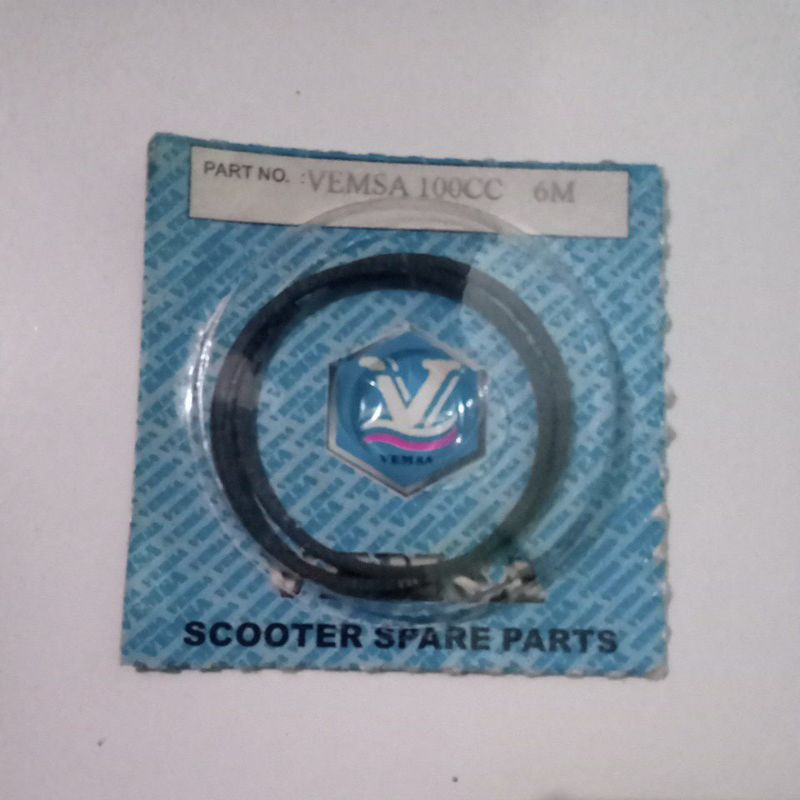 PART NO. : VEMSA 100CC 6M
V
VEMSA
SCOOTER SPARE PARTS